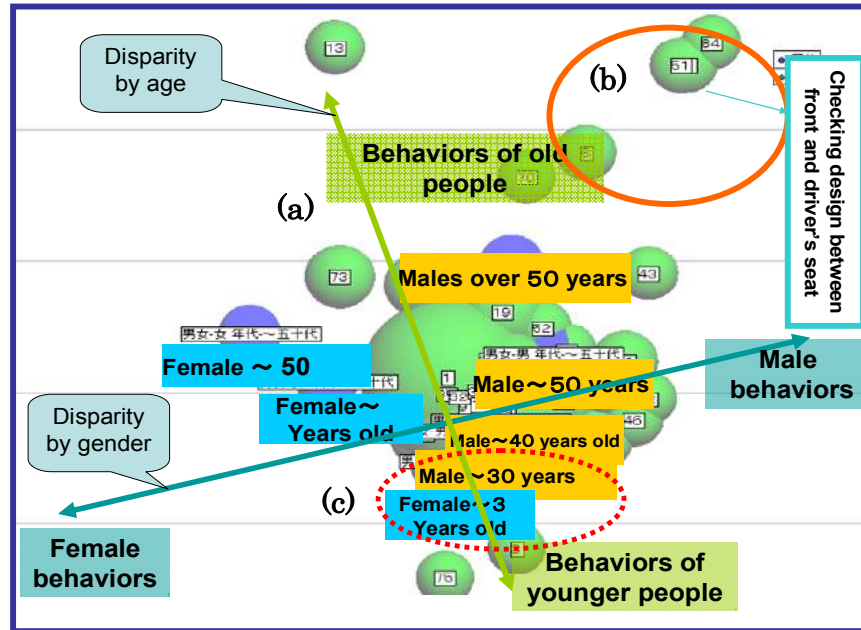 Disparity
by age
13
(b)
84
51
Checking design between
front and driver's seat
Behaviors of old
people
(a)
73
Males over 50 years
43
19
52
男女-女 年代～五十代
Female ～ 50
男女-男 年代～五十代
Male～50 years
1
Male
behaviors
Female～
Years old
Disparity
by gender
46
Male～40 years old
Male～30 years
(c)
Female～3
Years old
Female
behaviors
75
Behaviors of
younger people